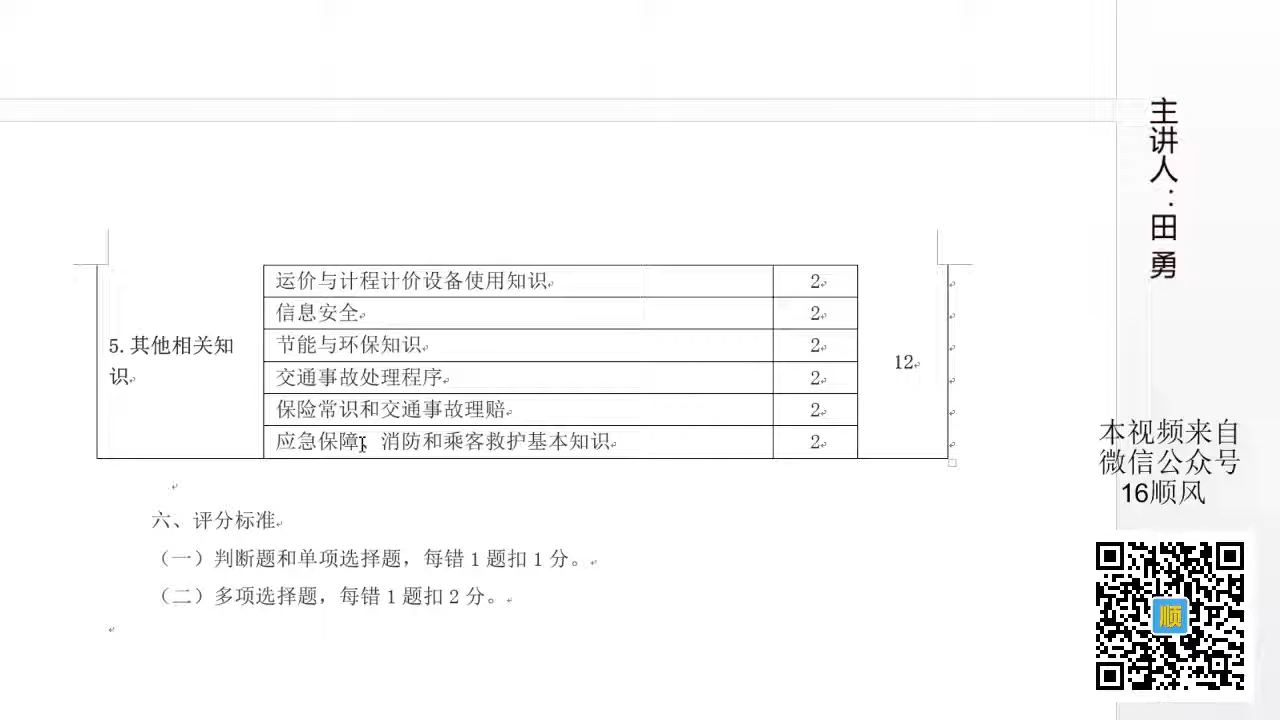 运价与计程计价设备使用知识 2
信息安全 2
节能与环保知识 2
5.其他相关知
识
交通事故处理程序 2
12
保险常识和交通事故理赔 2
应急保障、消防和乘客救护基本知识 2
六、评分标准
（一）判断题和单项选择题，每错1题扣1分。
（二）多项选择题，每错1题扣2分。
主讲人：田勇
本视频来自
微信公众号
16顺风
顺